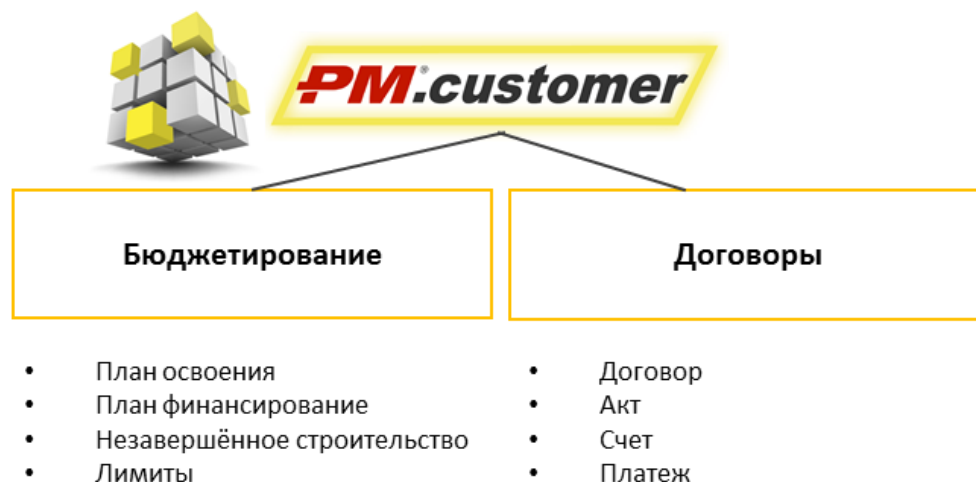 PM®.customer
Бюджетирование
Договоры
• План освоения
• План финансирование
• Незавершённое строительство
• Лимиты
• Договор
• Акт
• Счет
• Платеж